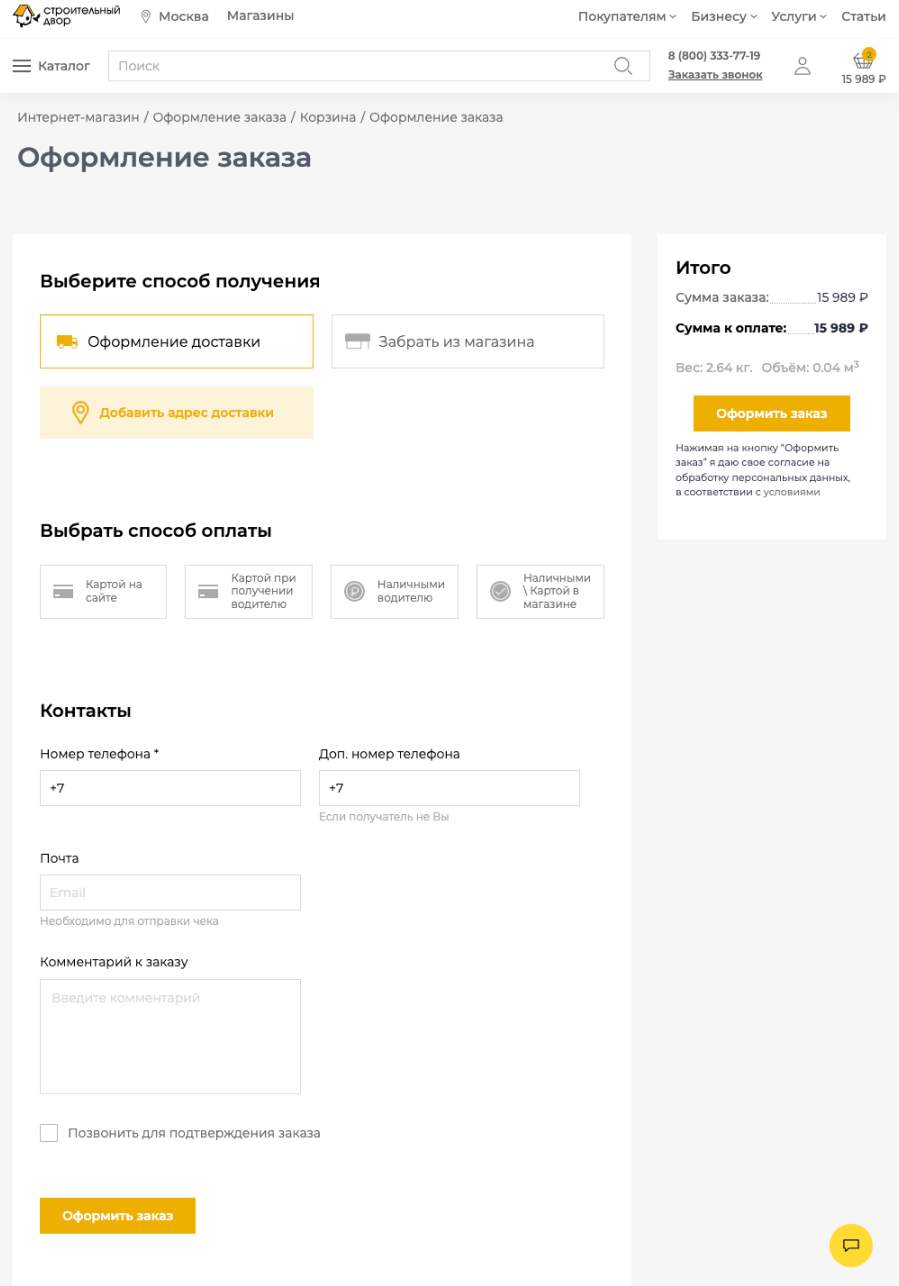 строительный
двор
Москва
Магазины
Покупателям
Бизнесу
Услуги
Статьи
Каталог
Поиск
8 (800) 333-77-19
Заказать звонок
2
15 989 ₽
Интернет-магазин / Оформление заказа / Корзина / Оформление заказа
Оформление заказа
Выберите способ получения
Оформление доставки
Забрать из магазина
Добавить адрес доставки
Выбрать способ оплаты
Картой на
сайте
Картой при
получении
водителю
Наличными
водителю
Наличными
\ Картой в
магазине
Контакты
Номер телефона *
Доп. номер телефона
+7
+7
Если получатель не Вы
Почта
Email
Необходимо для отправки чека
Комментарий к заказу
Введите комментарий
Позвонить для подтверждения заказа
Оформить заказ
Итого
Сумма заказа: 15 989 ₽
Сумма к оплате: 15 989 ₽
Вес: 2.64 кг. Объём: 0.04 м³
Оформить заказ
Нажимая на кнопку "Оформить
заказ" я даю свое согласие на
обработку персональных данных,
в соответствии с условиями